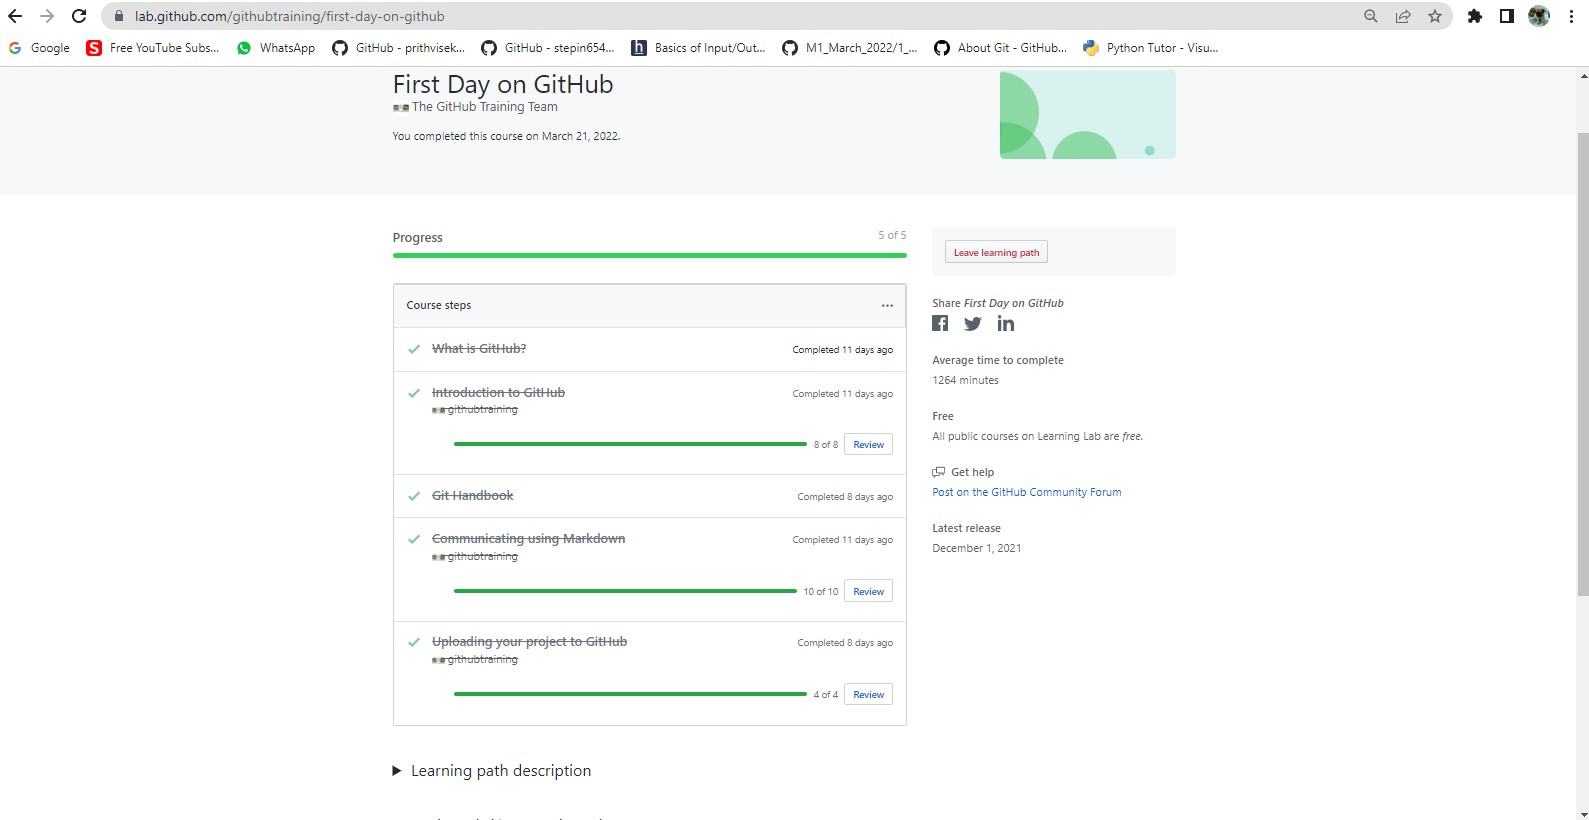 lab.github.com/githubtraining/first-day-on-github
Google
Free YouTube Subs...
WhatsApp
GitHub - prithvisek...
GitHub - stepin654...
Basics of Input/Out...
M1_March_2022/1_...
About Git - GitHub...
Python Tutor - Visu...
First Day on GitHub
The GitHub Training Team
You completed this course on March 21, 2022.
Progress
5 of 5
Course steps
What is GitHub?
Completed 11 days ago
Introduction to GitHub
Completed 11 days ago
githubtraining
8 of 8
Review
Git Handbook
Completed 8 days ago
Communicating using Markdown
Completed 11 days ago
githubtraining
10 of 10
Review
Uploading your project to GitHub
Completed 8 days ago
githubtraining
4 of 4
Review
Learning path description
Leave learning path
Share First Day on GitHub
Average time to complete
1264 minutes
Free
All public courses on Learning Lab are free.
Get help
Post on the GitHub Community Forum
Latest release
December 1, 2021